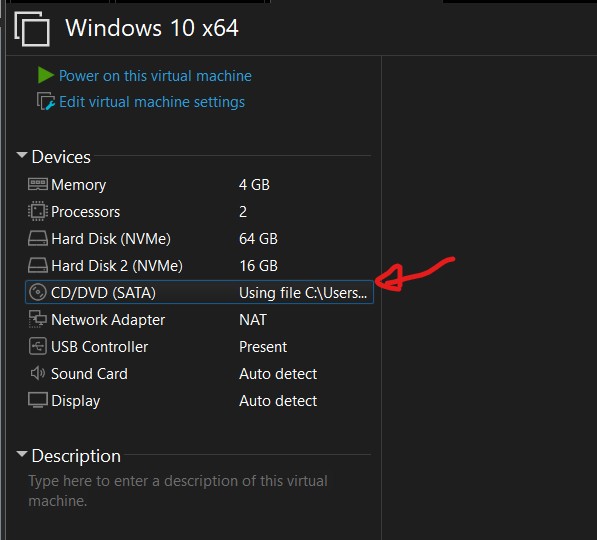 Windows 10 x64
Power on this virtual machine
Edit virtual machine settings
Devices
Memory 4 GB
Processors 2
Hard Disk (NVMe) 64 GB
Hard Disk 2 (NVMe) 16 GB
CD/DVD (SATA) Using file C:\Users...
Network Adapter NAT
USB Controller Present
Sound Card Auto detect
Display Auto detect
Description
Type here to enter a description of this virtual
machine.